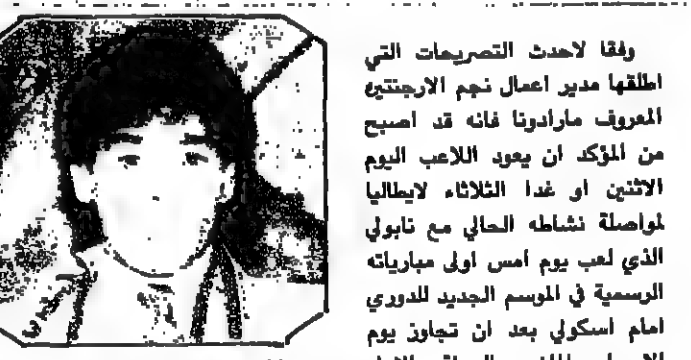 وفقا لاحدث التصريحات التي
اطلقها مدير اعمال نجم الارجنتين
المعروف مارادونا فانه قد اصبح
من المؤكد ان يعود اللاعب اليوم
الاثنين او غدا الثلاثاء لايطاليا
لمواصلة نشاطه الحالي مع نابولي
الذي لعب يوم امس اولى مبارياته
الرسمية في الموسم الجديد للدوري
امام اسكولي بعد ان تجاوز يوم